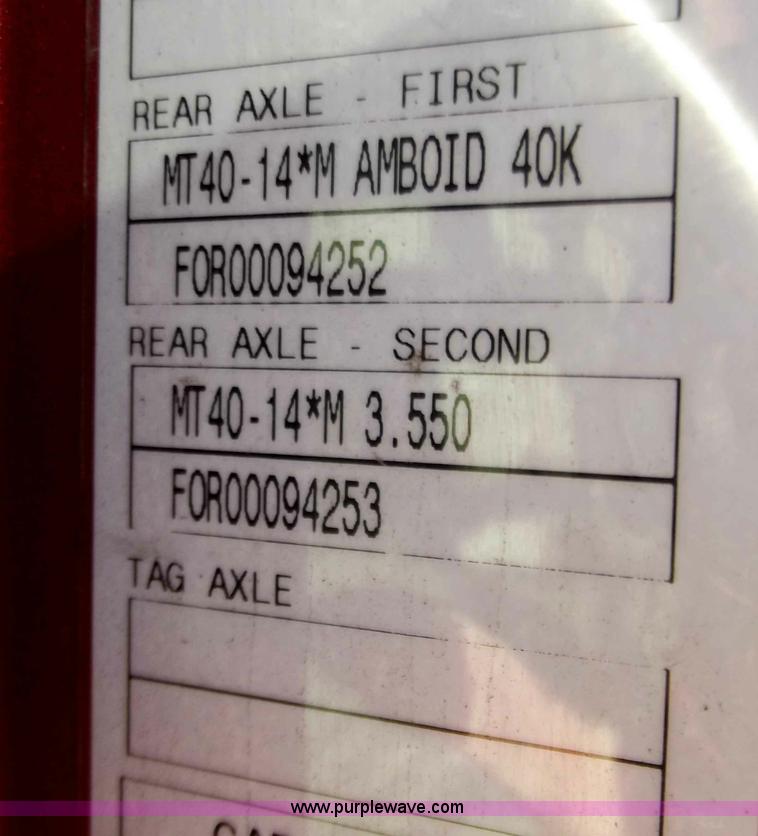 REAR AXLE - FIRST
MT40-14*M AMBOID 40K
FOR00094252
REAR AXLE - SECOND
MT40-14*M 3.550
FOR00094253
TAG AXLE
www.purplewave.com